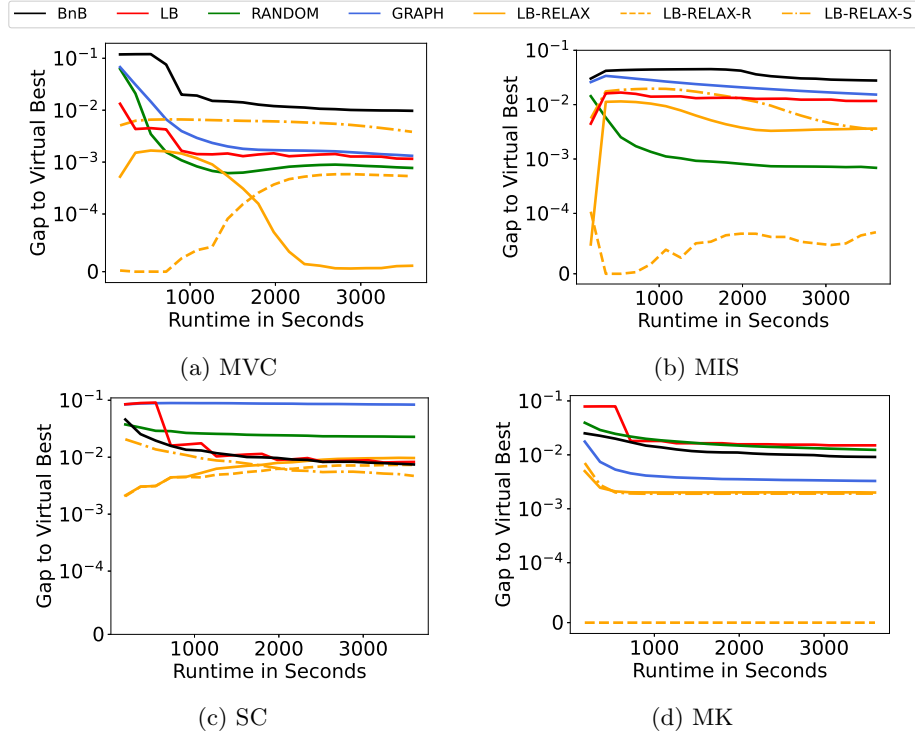 BnB LB RANDOM GRAPH LB-RELAX LB-RELAX-R LB-RELAX-S
Gap to Virtual Best
10^-1
10^-2
10^-3
10^-4
0
1000 2000 3000
Runtime in Seconds
(a) MVC
Gap to Virtual Best
10^-1
10^-2
10^-3
10^-4
0
1000 2000 3000
Runtime in Seconds
(b) MIS
Gap to Virtual Best
10^-1
10^-2
10^-3
10^-4
0
1000 2000 3000
Runtime in Seconds
(c) SC
Gap to Virtual Best
10^-1
10^-2
10^-3
10^-4
0
1000 2000 3000
Runtime in Seconds
(d) MK